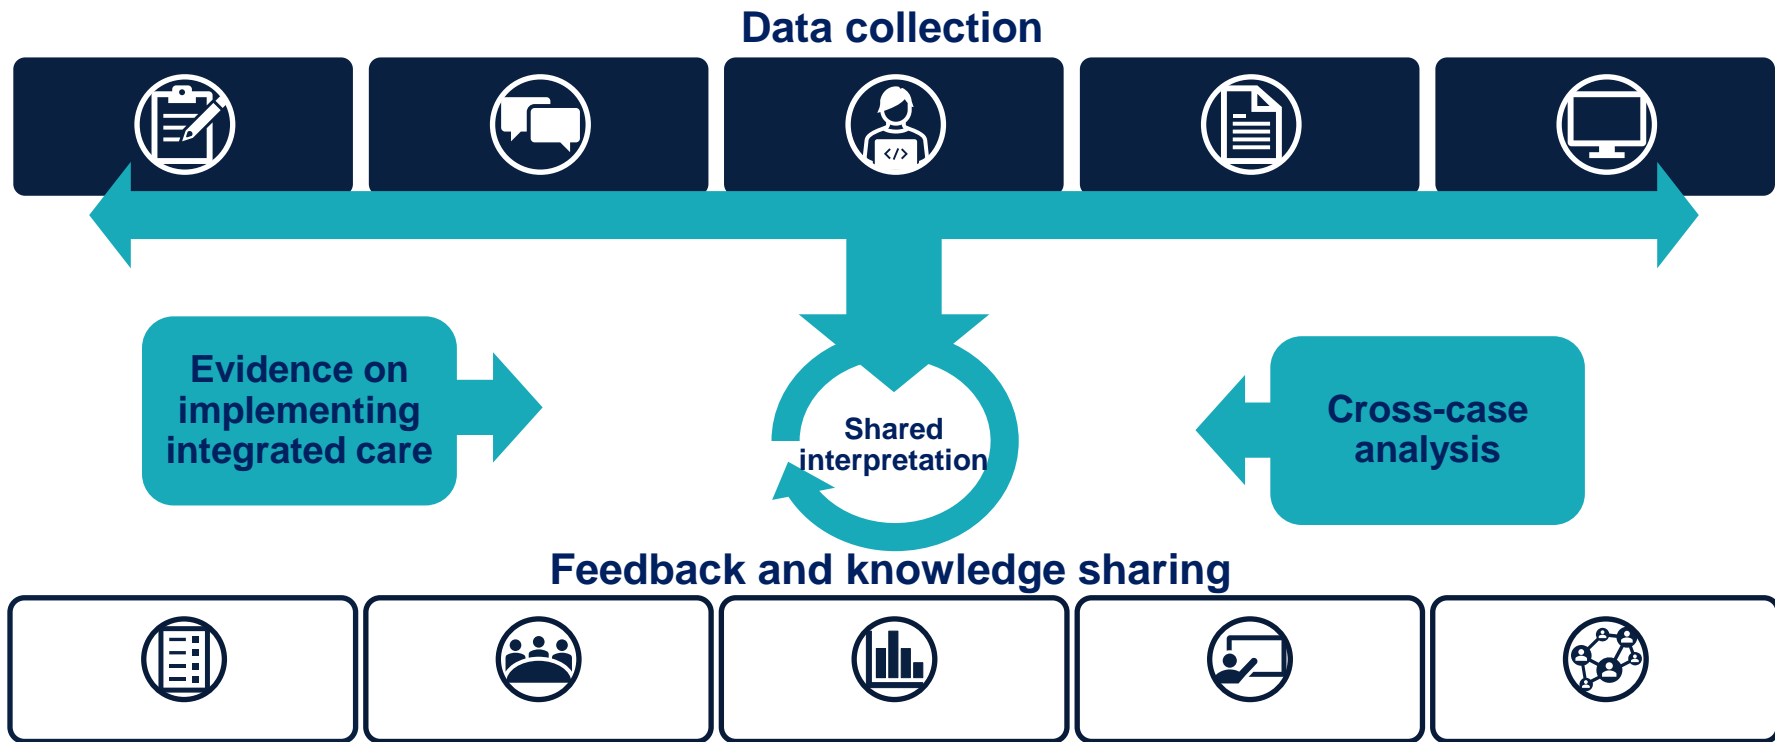 Data collection
</>
Evidence on
implementing
integrated care
Shared
interpretation
Cross-case
analysis
Feedback and knowledge sharing